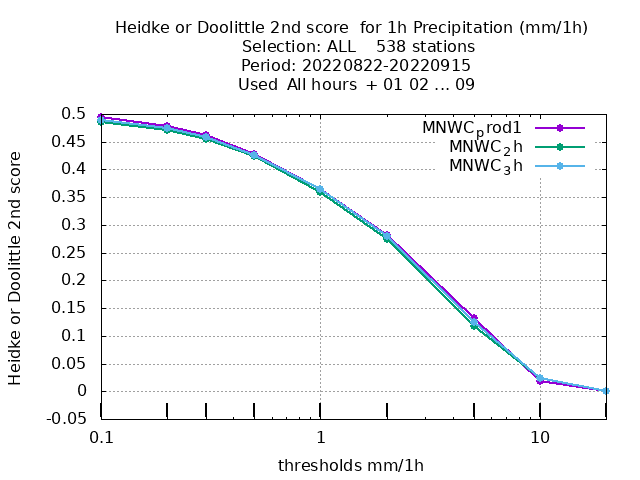 Heidke or Doolittle 2nd score  for 1h Precipitation (mm/1h)
Selection: ALL    538 stations
Period: 20220822-20220915
Used  All hours  + 01 02 ... 09
MNWCprod1
MNWC2h
MNWC3h
Heidke or Doolittle 2nd score
0.5
0.45
0.4
0.35
0.3
0.25
0.2
0.15
0.1
0.05
0
-0.05
0.1
1
10
thresholds mm/1h